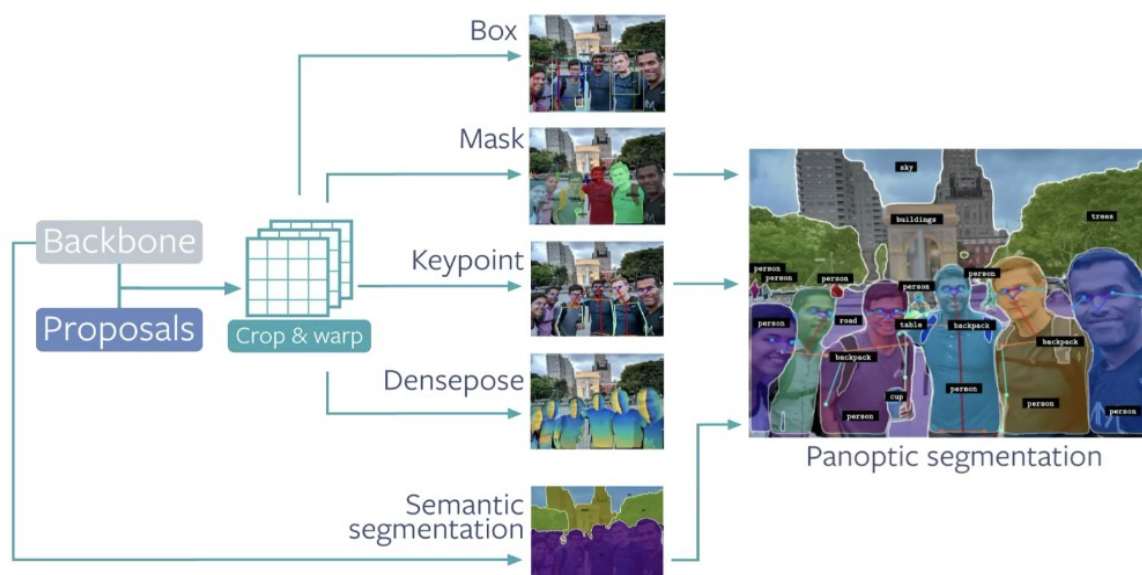 Box
Mask
Backbone
Proposals
Crop & warp
Keypoint
Densepose
Semantic
segmentation
sky
buildings
trees
person
person
person
person
person
person
road
table
backpack
backpack
backpack
cup
person
person
person
person
Panoptic segmentation